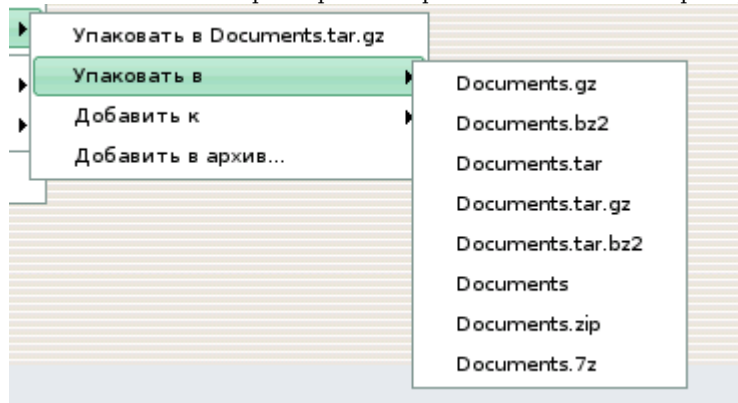 Упаковать в Documents.tar.gz
Упаковать в
Добавить к
Добавить в архив...
Documents.gz
Documents.bz2
Documents.tar
Documents.tar.gz
Documents.tar.bz2
Documents
Documents.zip
Documents.7z